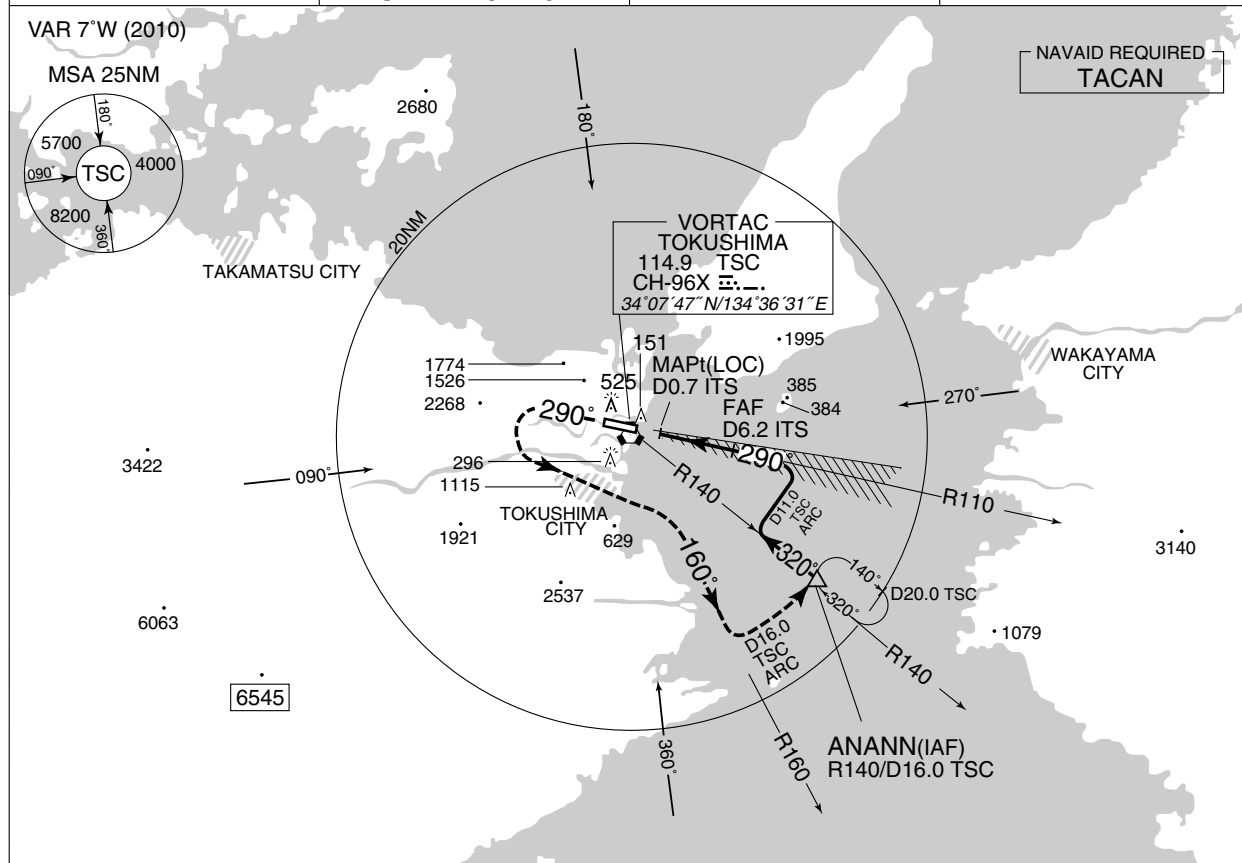 VAR 7°W (2010)
MSA 25NM
180°
5700
4000
TSC
090°
8200
360°
NAVAID REQUIRED
TACAN
2680
180°
20NM
TAKAMATSU CITY
VORTAC
TOKUSHIMA
114.9 TSC
CH-96X
34°07´47˝N/134°36´31˝E
1995
WAKAYAMA
CITY
151
1774
1526
525
2268
MAPt(LOC)
D0.7 ITS
385
384
FAF
D6.2 ITS
270°
290°
290°
3422
090°
296
1115
R140
R110
TOKUSHIMA
CITY
D11.0
TSC
ARC
1921
629
3140
160°
320°
140°
320°
D20.0 TSC
2537
6063
1079
D16.0
TSC
ARC
R140
6545
360°
R160
ANANN(IAF)
R140/D16.0 TSC